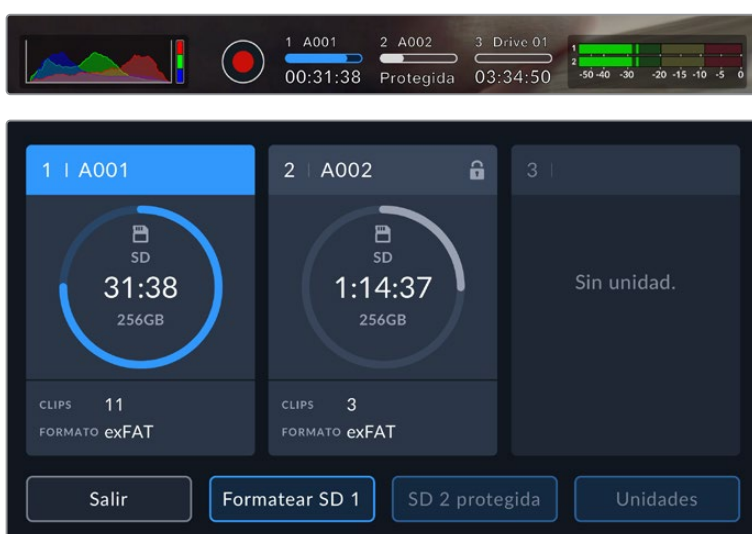 1 A001 2 A002 3 Drive 01
00:31:38 Protegida 03:34:50
1
2
-50 -40 -30 -20 -15 -10 -5 0
1 | A001
SD
31:38
256GB
CLIPS 11
FORMATO exFAT
2 | A002
SD
1:14:37
256GB
CLIPS 3
FORMATO exFAT
3 |
Sin unidad.
Salir Formatear SD 1 SD 2 protegida Unidades